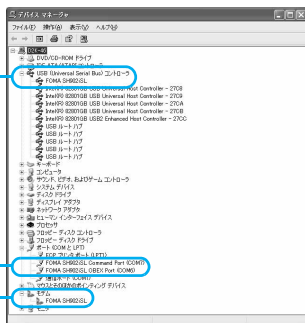 デバイス マネージャ
ファイル(F) 操作(A) 表示(V) ヘルプ(H)
DVD/CD-ROM ドライブ
USB (Universal Serial Bus) コントローラ
FOMA SH902iSL
Intel(R) 82801GB USB Universal Host Controller - 27C8
Intel(R) 82801GB USB Universal Host Controller - 27C9
Intel(R) 82801GB USB Universal Host Controller - 27CA
Intel(R) 82801GB USB Universal Host Controller - 27CB
Intel(R) 82801GB USB2 Enhanced Host Controller - 27CC
USB ルート ハブ
USB ルート ハブ
USB ルート ハブ
USB ルート ハブ
USB ルート ハブ
キーボード
コンピュータ
サウンド、ビデオ、およびゲーム コントローラ
システム デバイス
ディスク ドライブ
ディスプレイ アダプタ
ネットワーク アダプタ
ヒューマン インターフェイス デバイス
プロセッサ
フロッピー ディスク コントローラ
フロッピー ディスク ドライブ
ポート (COM と LPT)
ECP プリンタ ポート (LPT1)
FOMA SH902iSL Command Port (COM7)
FOMA SH902iSL OBEX Port (COM6)
通信ポート (COM1)
マウスとそのほかのポインティング デバイス
モデム
FOMA SH902iSL
モニタ